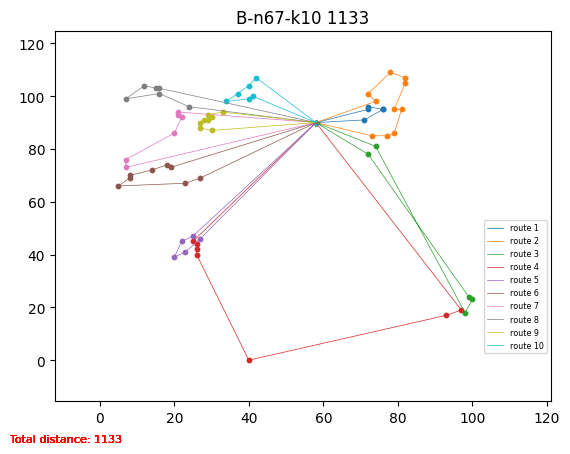 B-n67-k10 1133
120
100
80
60
40
20
0
0 20 40 60 80 100 120
route 1
route 2
route 3
route 4
route 5
route 6
route 7
route 8
route 9
route 10
Total distance: 1133